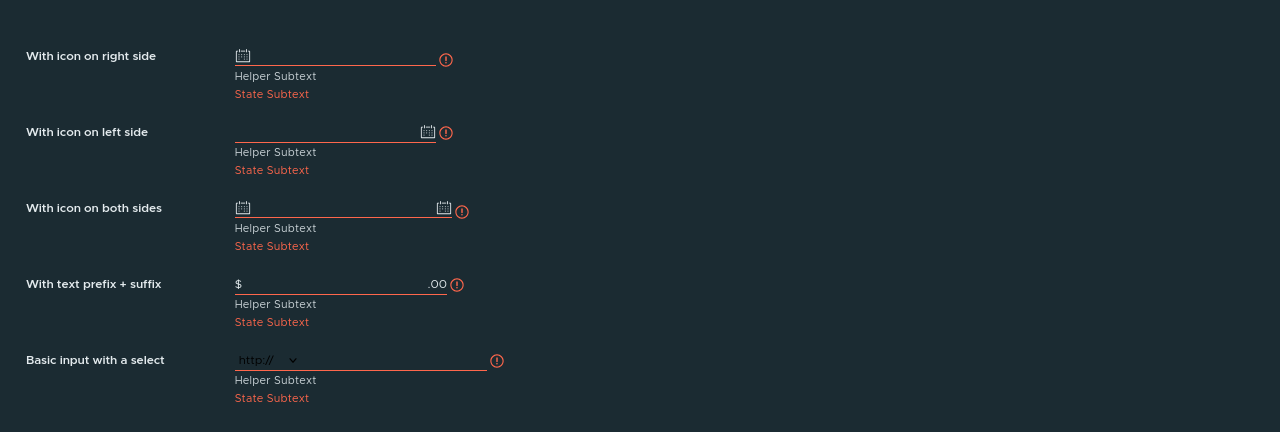 With icon on right side
Helper Subtext
State Subtext
With icon on left side
Helper Subtext
State Subtext
With icon on both sides
Helper Subtext
State Subtext
With text prefix + suffix $ .00
Helper Subtext
State Subtext
Basic input with a select http://
Helper Subtext
State Subtext